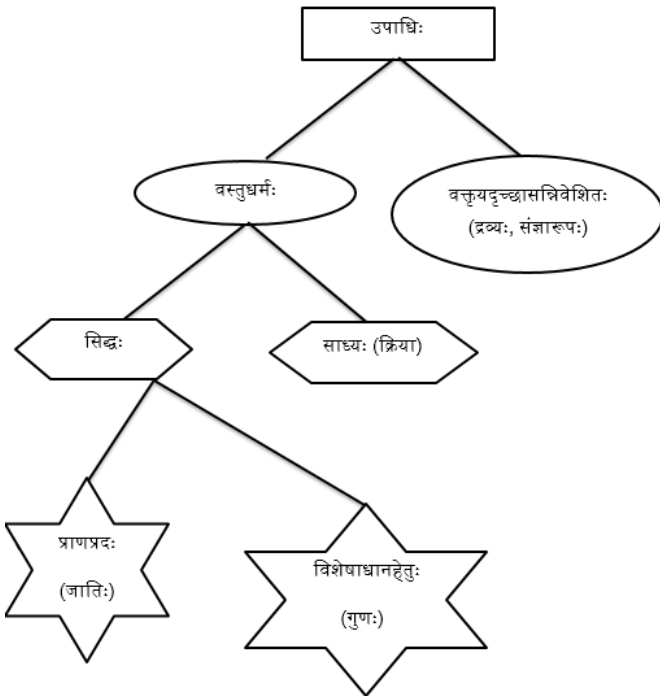 उपाधिः
वस्तुधर्मः
वक्तृयदृच्छासन्निवेशितः
(द्रव्यः, संज्ञारूपः)
सिद्धः
साध्यः (क्रिया)
प्राणप्रदः
(जातिः)
विशेषाधानहेतुः
(गुणः)